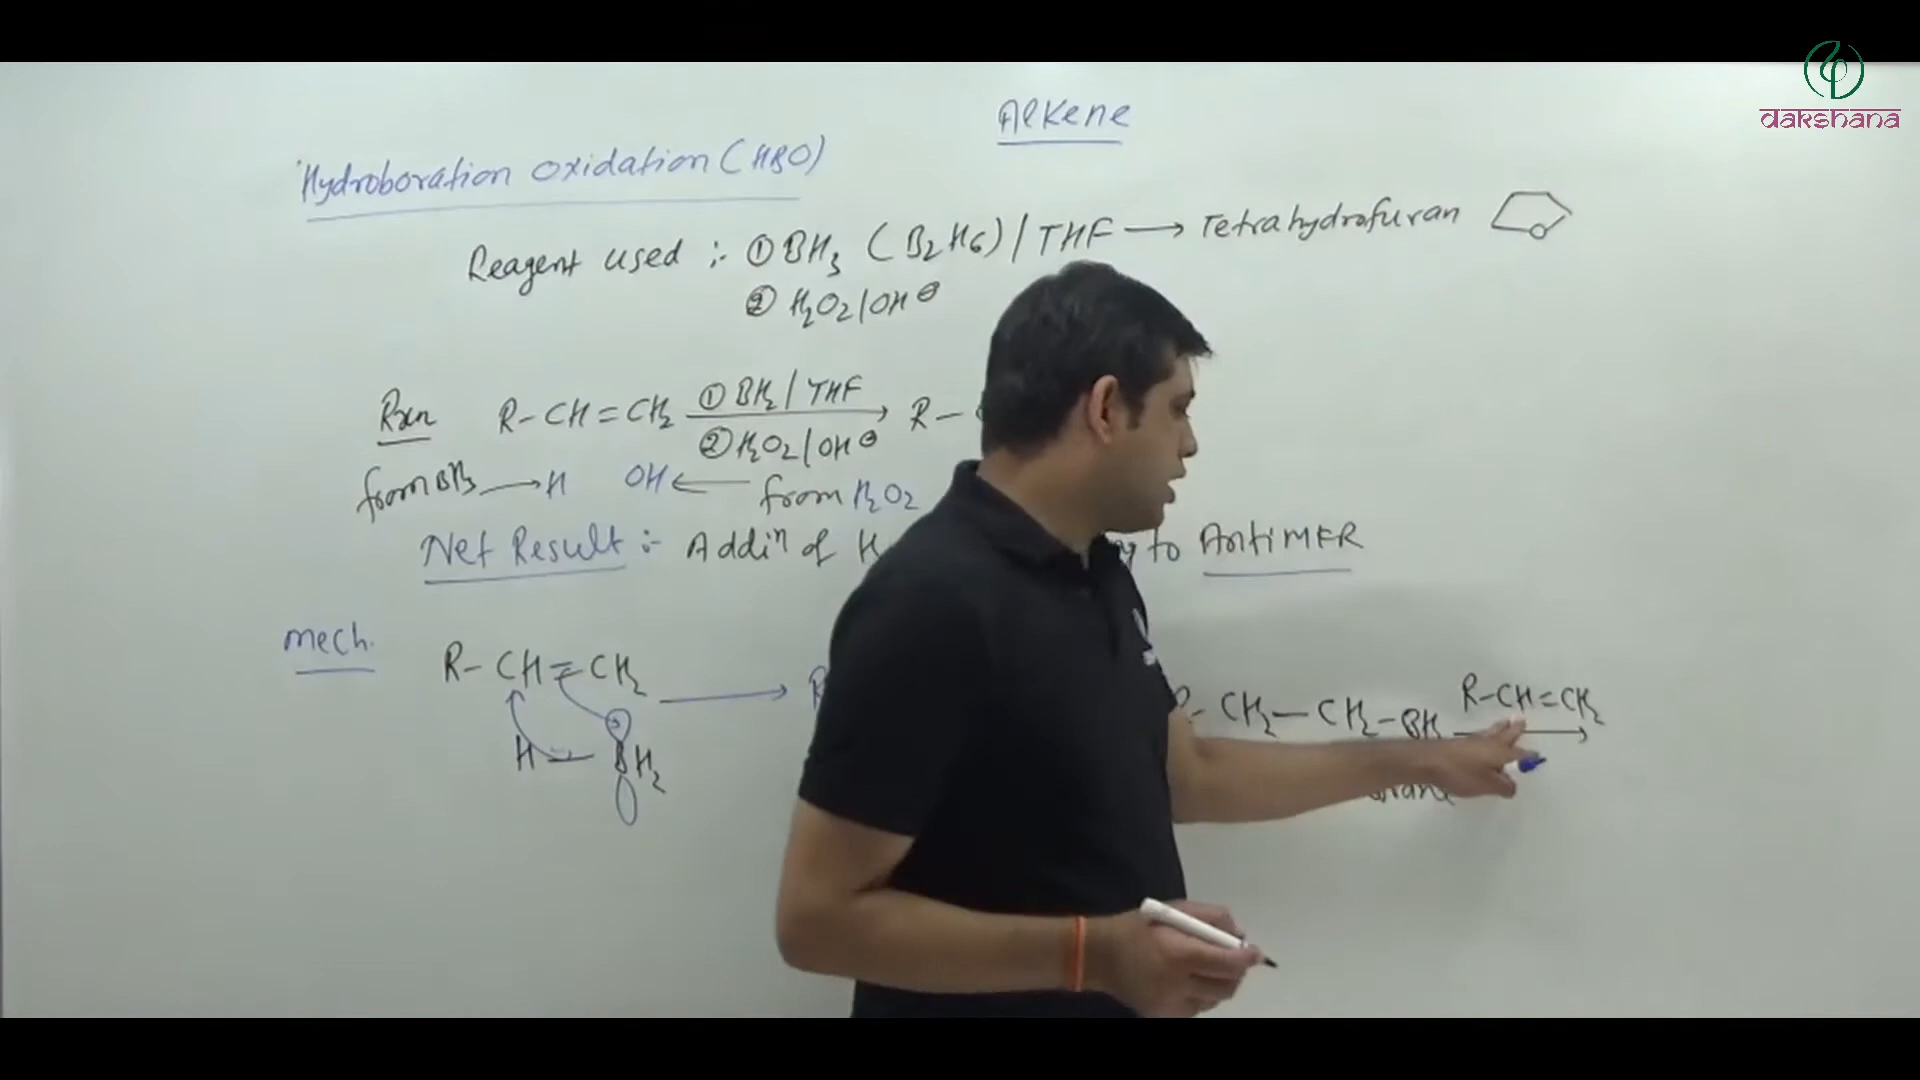 dakshana
Alkene
Hydroboration oxidation (HBO)
Reagent used :- ① BH₃ (B₂H₆) / THF → Tetrahydrofuran
② H₂O₂ / OH⊖
Rxn R-CH=CH₂ ① BH₃ / THF → R-
② H₂O₂ / OH⊖
from BH₃ → H OH ← from H₂O₂
Net Result :- Addiⁿ of H to AntiMKR
mech. R-CH=CH₂ → R
H-BH₂
CH₂-CH₂-BH₂ R-CH=CH₂ →